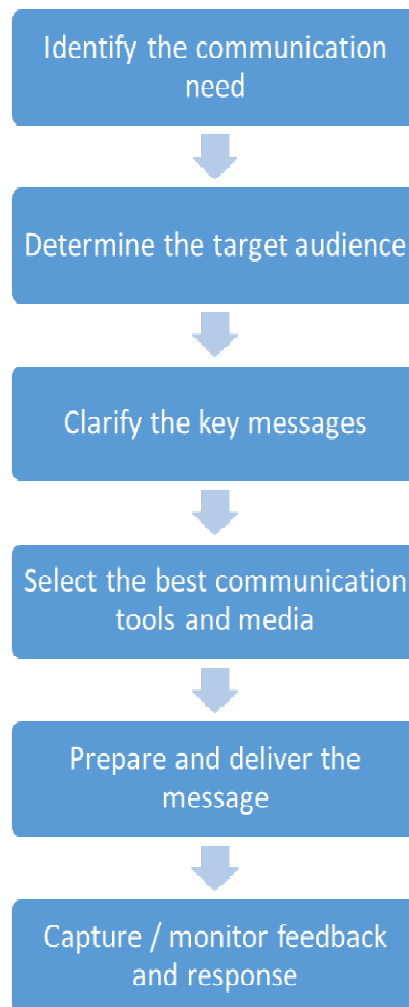 Identify the communication
need
Determine the target audience
Clarify the key messages
Select the best communication
tools and media
Prepare and deliver the
message
Capture / monitor feedback
and response